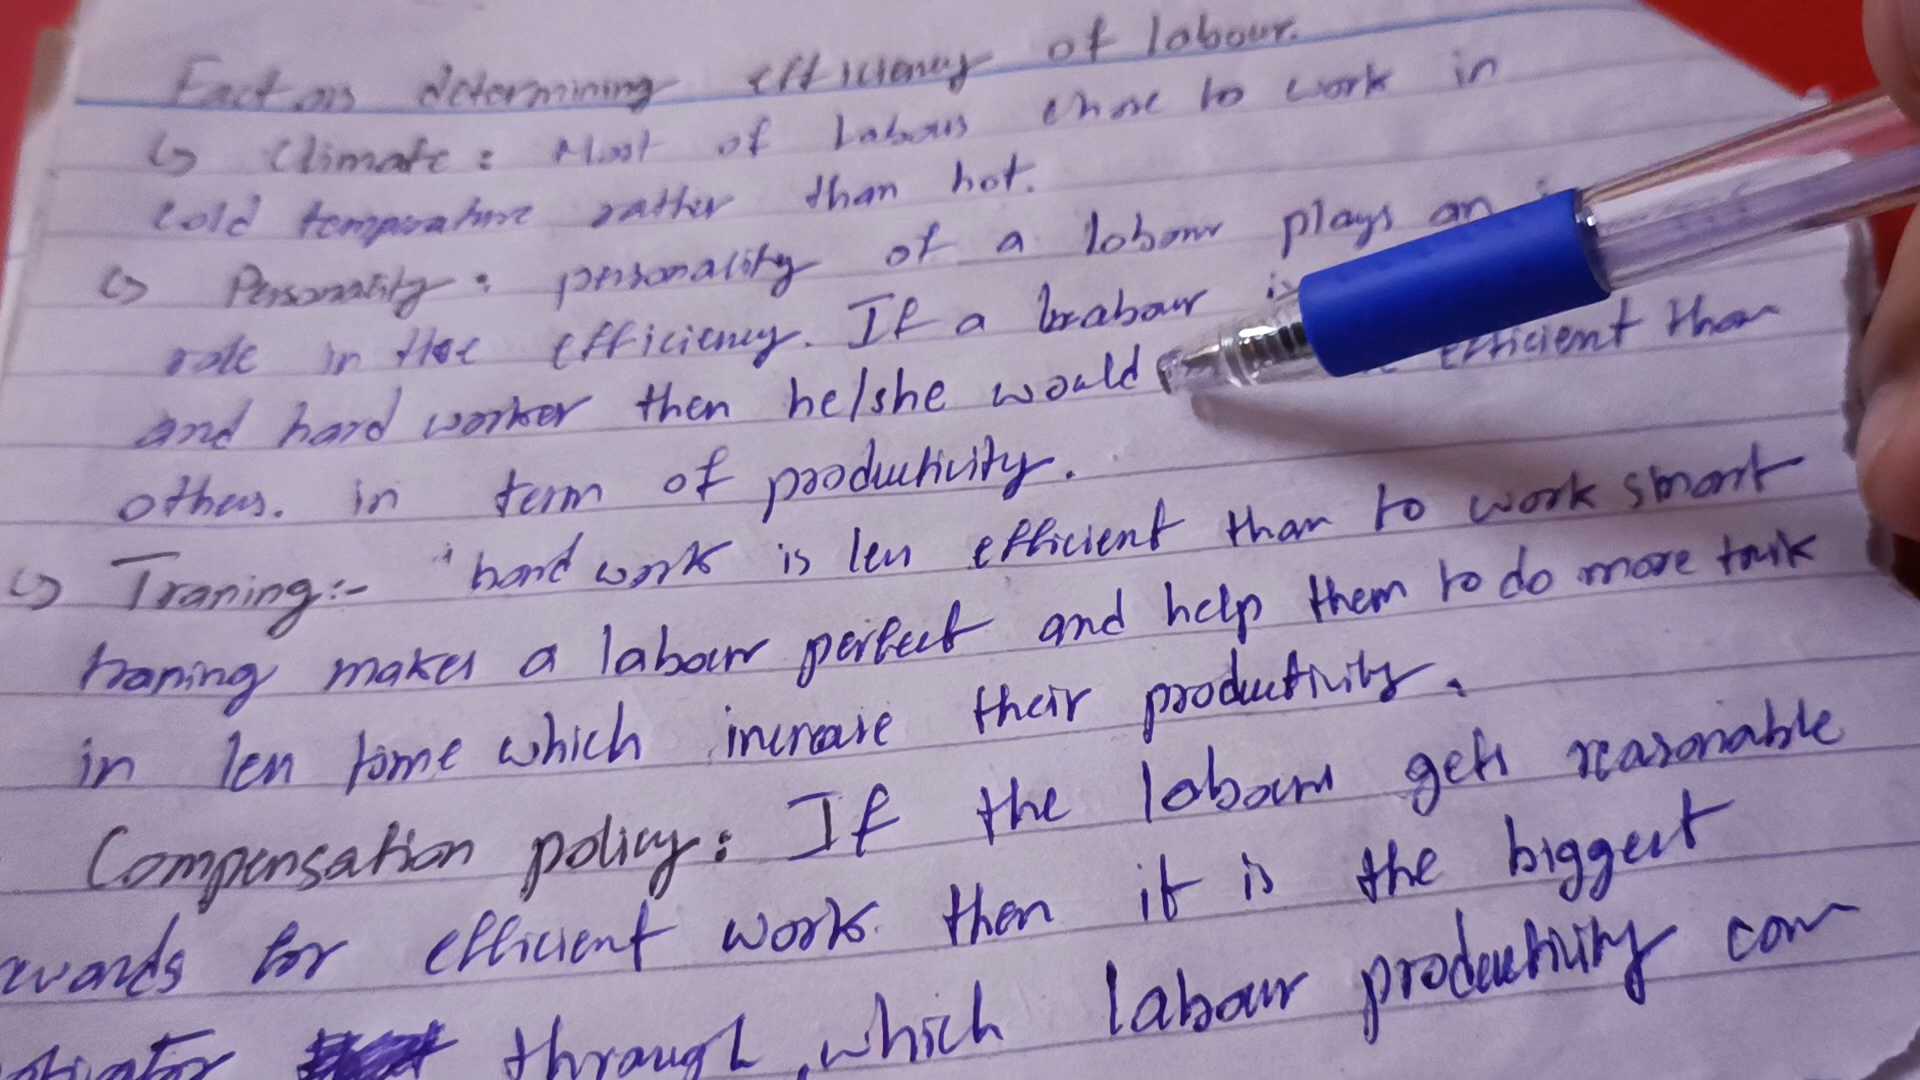 Factors determining efficiency of labour.
Climate: Most of labours chose to work in
cold temperature rather than hot.
Personality: personality of a labour plays an
role in the efficiency. If a labour is
and hard worker then he/she would efficient than
others. in term of productivity.
Traning:- "hard work is less efficient than to work smart
traning makes a labour perfect and help them to do more task
in less time which increase their productivity.
Compensation policy: If the labours gets reasonable
for efficient work. then it is the biggest
through, which labour productivity can